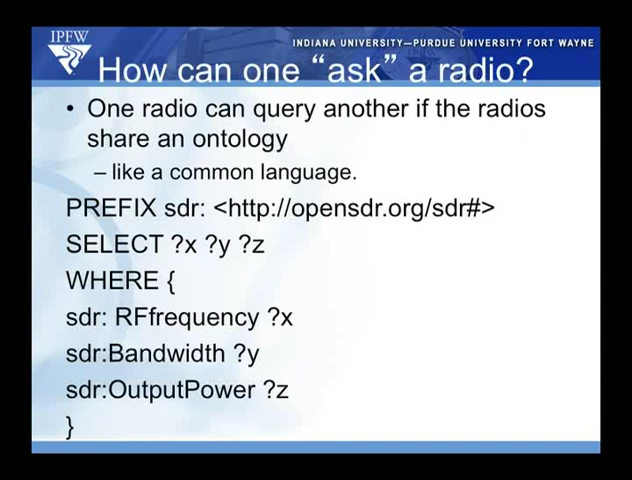 IPFW
INDIANA UNIVERSITY—PURDUE UNIVERSITY FORT WAYNE
How can one “ask” a radio?
• One radio can query another if the radios
share an ontology
– like a common language.
PREFIX sdr: <http://opensdr.org/sdr#>
SELECT ?x ?y ?z
WHERE {
sdr: RFfrequency ?x
sdr:Bandwidth ?y
sdr:OutputPower ?z
}